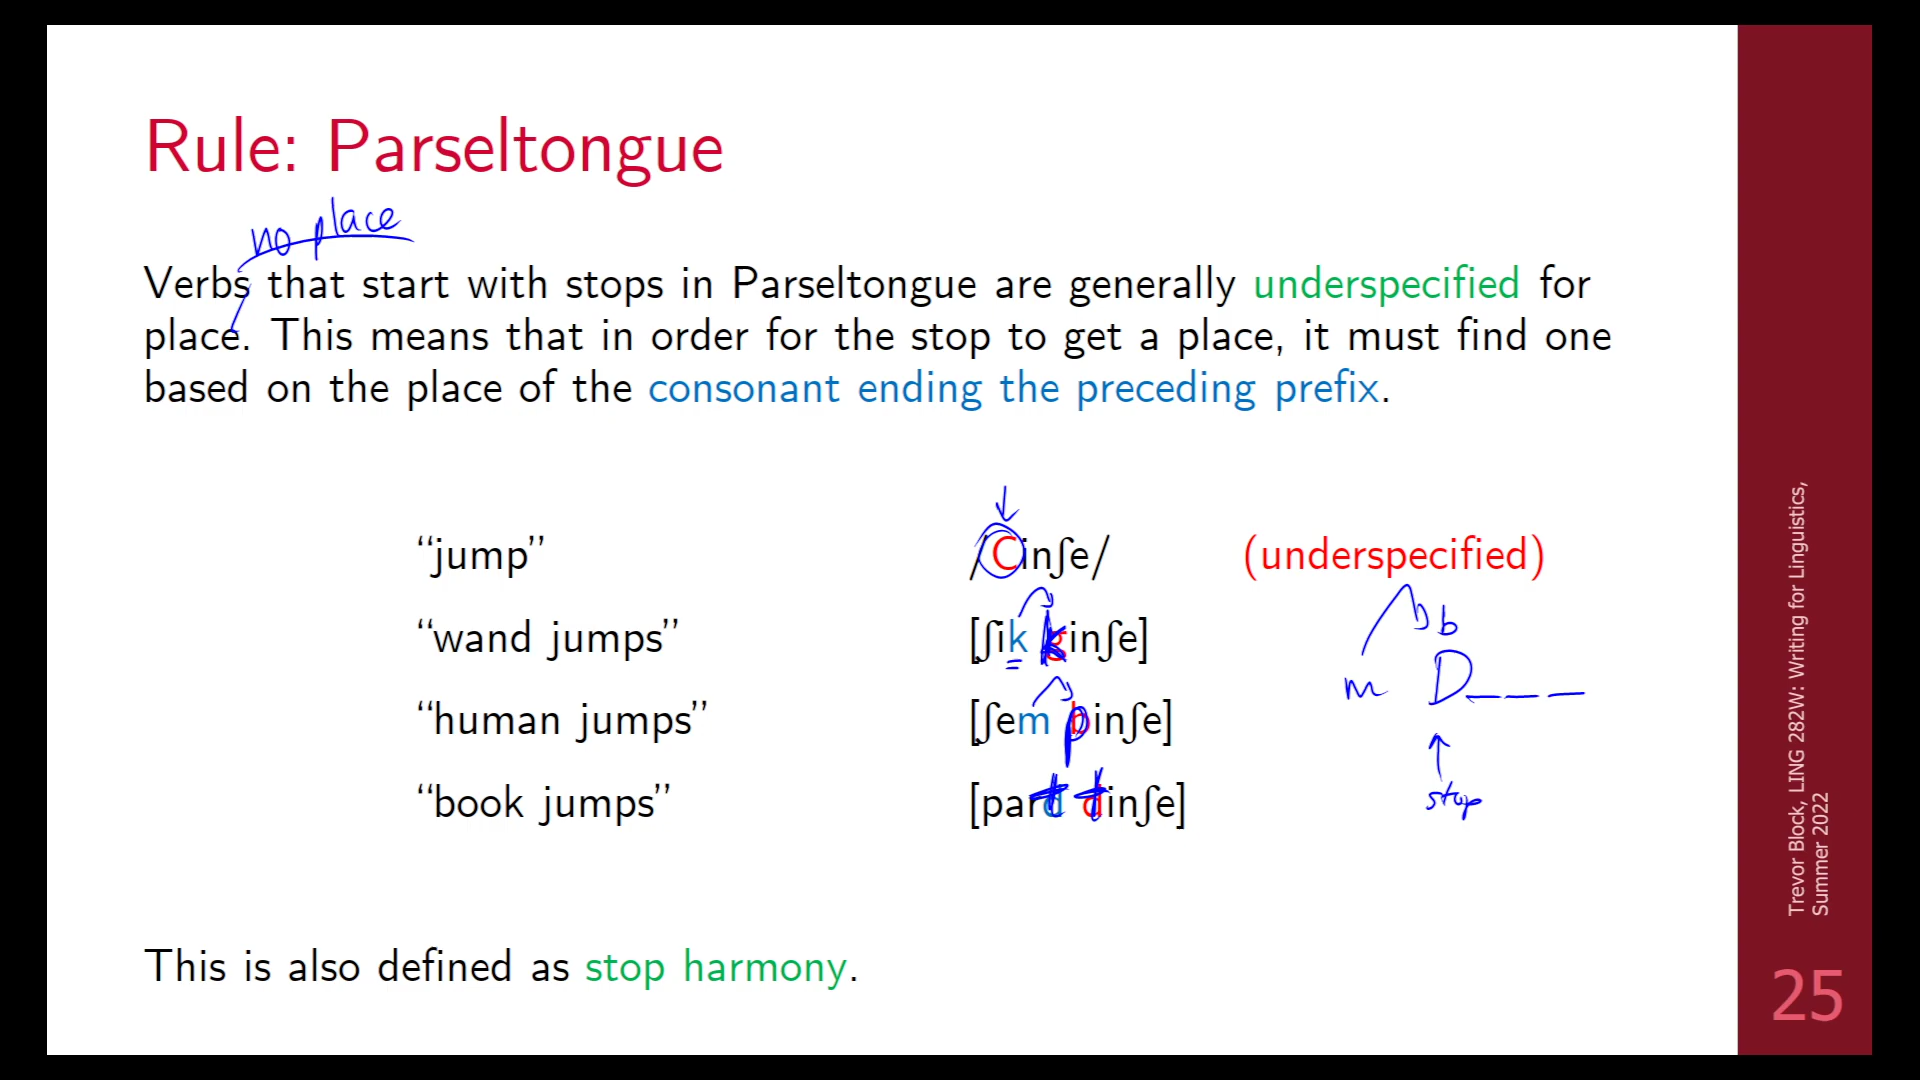 Rule: Parseltongue
no place
Verbs that start with stops in Parseltongue are generally underspecified for
place. This means that in order for the stop to get a place, it must find one
based on the place of the consonant ending the preceding prefix.
“jump” /Cinʃe/ (underspecified)
“wand jumps” [ʃik ginʃe]
b
m D
“human jumps” [ʃem binʃe]
“book jumps” [pard dinʃe]
stop
This is also defined as stop harmony.
Trevor Block, LING 282W: Writing for Linguistics,
Summer 2022
25